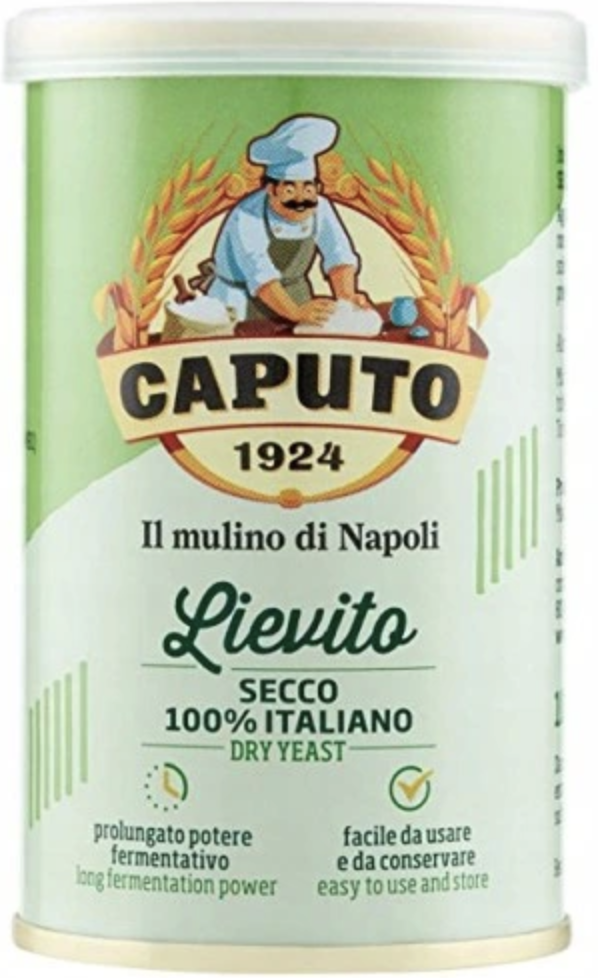 CAPUTO
1924
Il mulino di Napoli
Lievito
SECCO
100% ITALIANO
DRY YEAST
prolungato potere
fermentativo
long fermentation power
facile da usare
e da conservare
easy to use and store